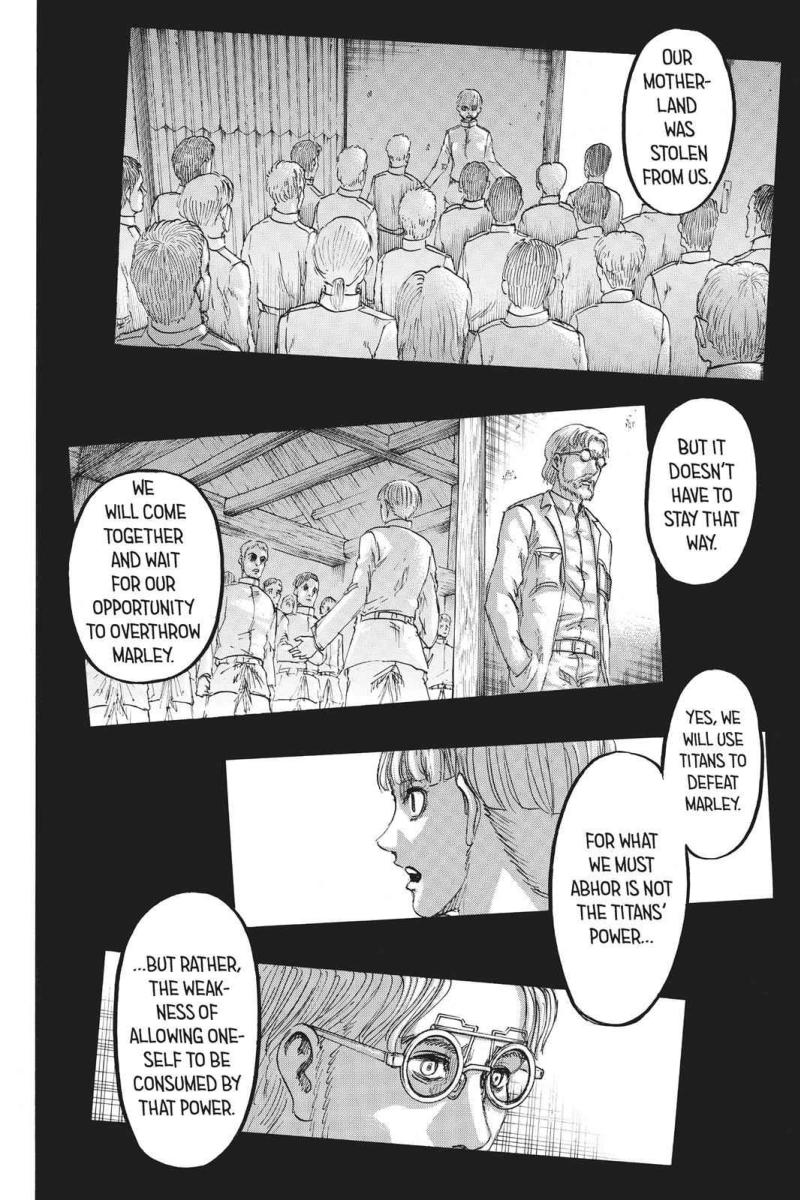 OUR
MOTHER-
LAND
WAS
STOLEN
FROM US.
BUT IT
DOESN'T
HAVE TO
STAY THAT
WAY.
WE
WILL COME
TOGETHER
AND WAIT
FOR OUR
OPPORTUNITY
TO OVERTHROW
MARLEY.
YES, WE
WILL USE
TITANS TO
DEFEAT
MARLEY.
FOR WHAT
WE MUST
ABHOR IS NOT
THE TITANS'
POWER...
...BUT RATHER,
THE WEAK-
NESS OF
ALLOWING ONE-
SELF TO BE
CONSUMED BY
THAT POWER.